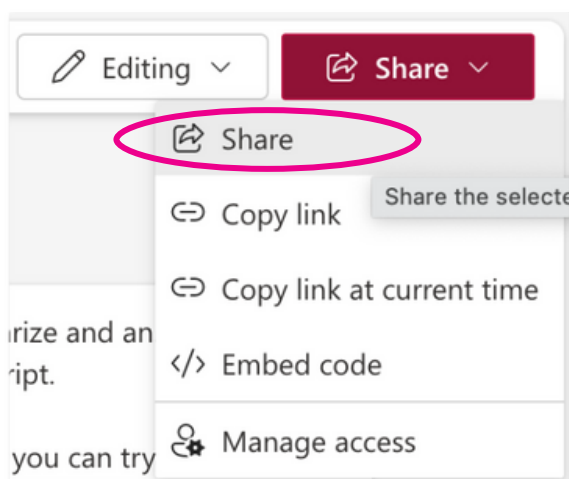 Editing
Share
Share
Share the selecte
Copy link
Copy link at current time
rize and an
Embed code
ript.
Manage access
you can try